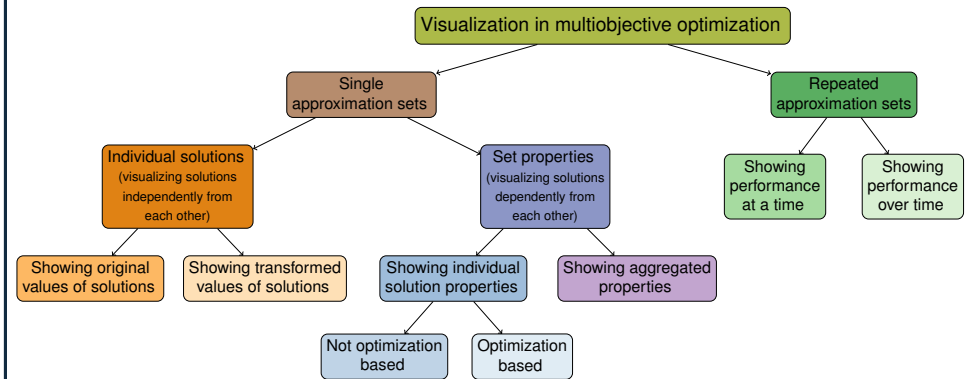 Visualization in multiobjective optimization
Single
approximation sets
Repeated
approximation sets
Individual solutions
(visualizing solutions
independently from
each other)
Set properties
(visualizing solutions
dependently from
each other)
Showing
performance
at a time
Showing
performance
over time
Showing original
values of solutions
Showing transformed
values of solutions
Showing individual
solution properties
Showing aggregated
properties
Not optimization
based
Optimization
based